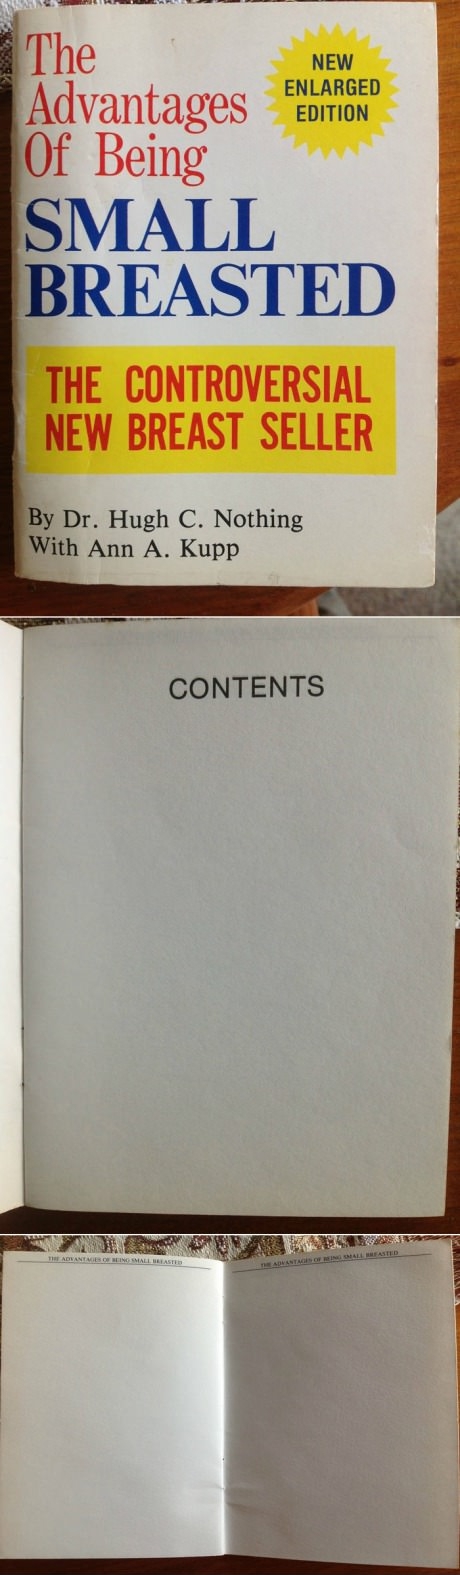 The
Advantages
Of Being
SMALL
BREASTED
NEW
ENLARGED
EDITION
THE CONTROVERSIAL
NEW BREAST SELLER
By Dr. Hugh C. Nothing
With Ann A. Kupp
CONTENTS
THE ADVANTAGES OF BEING SMALL BREASTED
THE ADVANTAGES OF BEING SMALL BREASTED